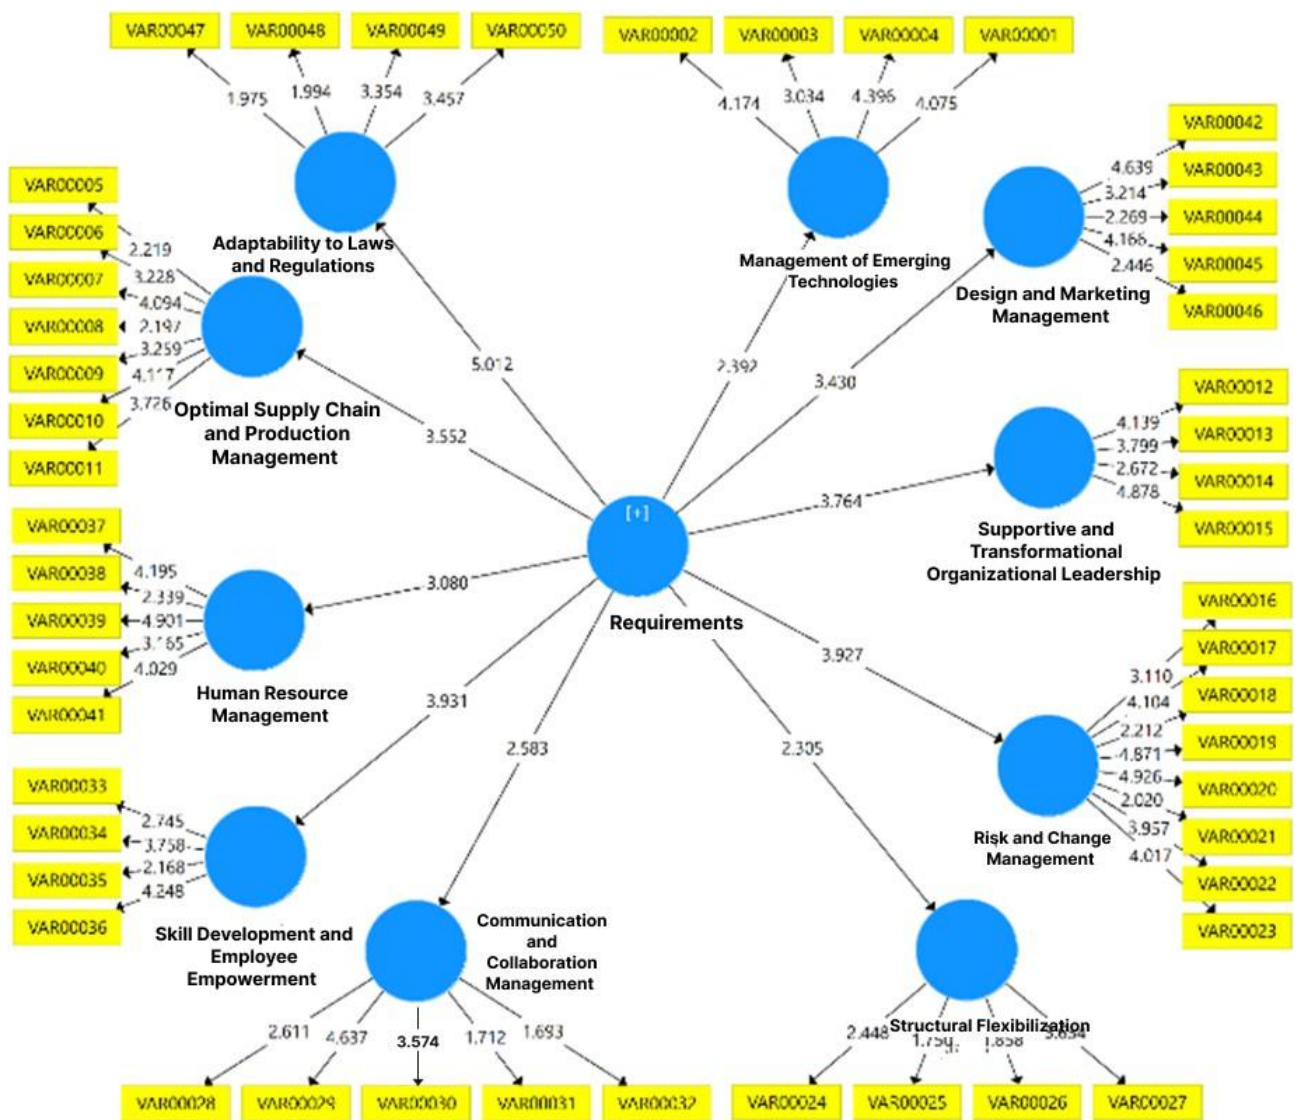 VAR00047 VAR00048 VAR00049 VAR00050
VAR00002 VAR00003 VAR00004 VAR00001
1.975 1.994 3.354 3.457
4.174 3.034 4.396 4.075
Adaptability to Laws
and Regulations
Management of Emerging
Technologies
VAR00042
VAR00043
VAR00044
VAR00045
VAR00046
4.639
3.214
2.269
4.166
2.446
Design and Marketing
Management
VAR00005
VAR00006
VAR00007
VAR00008
VAR00009
VAR00010
VAR00011
2.219
3.228
4.094
2.197
3.259
4.117
3.726
Optimal Supply Chain
and Production
Management
5.012
2.392
3.430
3.552
3.764
VAR00012
VAR00013
VAR00014
VAR00015
4.139
3.799
2.672
4.878
Supportive and
Transformational
Organizational Leadership
[+]
Requirements
VAR00037
VAR00038
VAR00039
VAR00040
VAR00041
4.195
2.339
4.901
3.165
4.029
Human Resource
Management
3.080
3.931
2.583
2.305
3.927
VAR00016
VAR00017
VAR00018
VAR00019
VAR00020
VAR00021
VAR00022
VAR00023
3.110
4.104
2.212
4.871
4.926
2.020
3.957
4.017
Risk and Change
Management
VAR00033
VAR00034
VAR00035
VAR00036
2.745
3.758
2.168
4.248
Skill Development and
Employee
Empowerment
Communication
and
Collaboration
Management
2.611 4.637 3.574 1.712 1.693
VAR00028 VAR00029 VAR00030 VAR00031 VAR00032
Structural Flexibilization
2.448 1.858
VAR00024 VAR00025 VAR00026 VAR00027